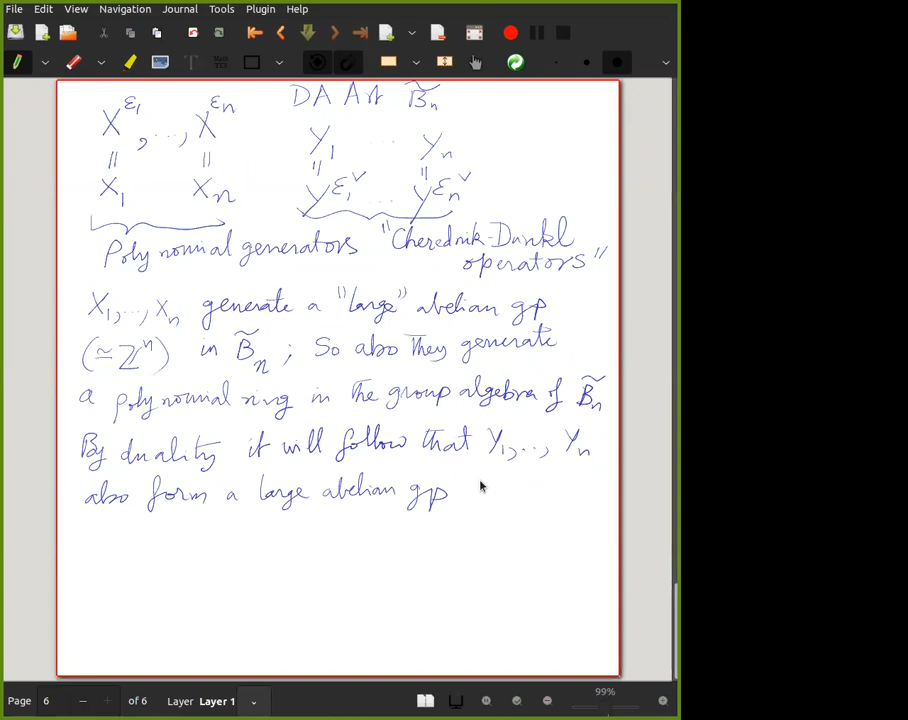 File Edit View Navigation Journal Tools Plugin Help
X^ε1 , ..., X^εn DA Art B̃n
Y1 ... Yn
|| || || ||
X1 Xn Y^ε1^∨ ... Y^εn^∨
Polynomial generators "Cherednik-Dunkl
operators"
X1, ..., Xn generate a "large" abelian gp
(≃ ℤ^n) in B̃n ; So also They generate
a polynomial ring in the group algebra of B̃n
By duality it will follow that Y1, ..., Yn
also form a large abelian gp
Page 6 of 6 Layer Layer 1 99%